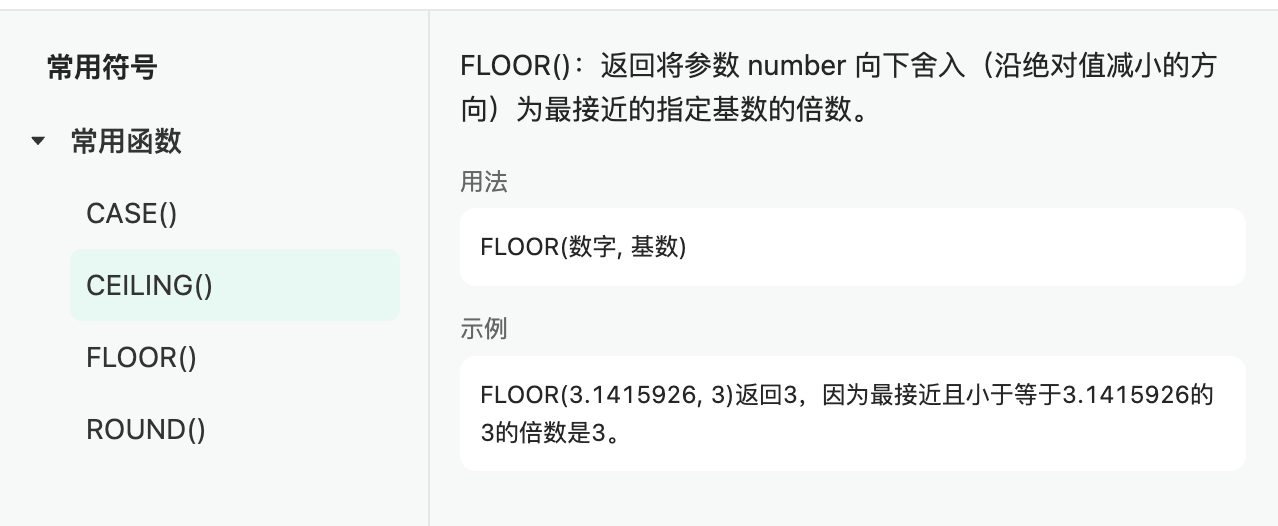 常用符号
常用函数
CASE()
CEILING()
FLOOR()
ROUND()
FLOOR()：返回将参数 number 向下舍入（沿绝对值减小的方
向）为最接近的指定基数的倍数。
用法
FLOOR(数字, 基数)
示例
FLOOR(3.1415926, 3)返回3，因为最接近且小于等于3.1415926的
3的倍数是3。